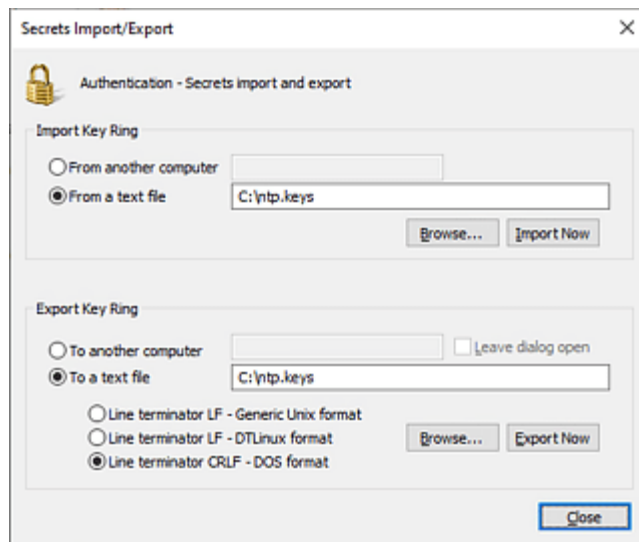 Secrets Import/Export
Authentication - Secrets import and export
Import Key Ring
From another computer
From a text file C:\ntp.keys
Browse... Import Now
Export Key Ring
To another computer Leave dialog open
To a text file C:\ntp.keys
Line terminator LF - Generic Unix format
Line terminator LF - DTLinux format Browse... Export Now
Line terminator CRLF - DOS format
Close